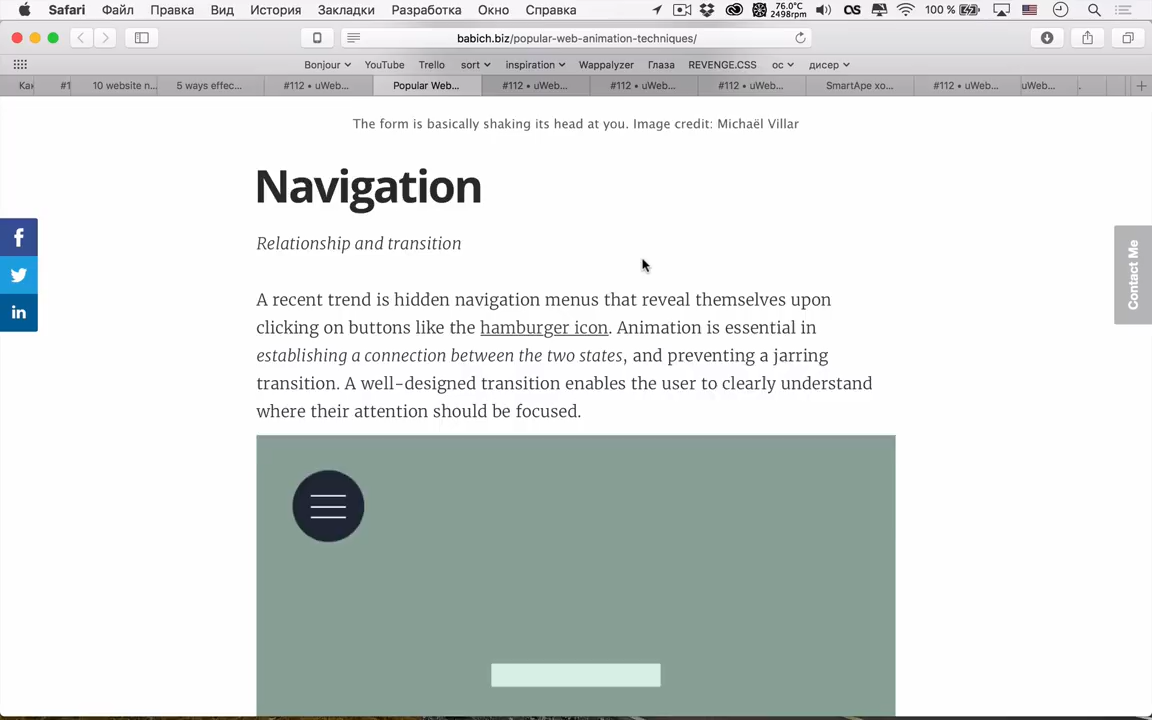 Safari Файл Правка Вид История Закладки Разработка Окно Справка 76.0°C 2498rpm 100 %
babich.biz/popular-web-animation-techniques/
Bonjour YouTube Trello sort inspiration Wappalyzer Глаза REVENGE.CSS ос дисер
#1 10 website n... 5 ways effec... #112 • uWeb... Popular Web... #112 • uWeb... #112 • uWeb... #112 • uWeb... SmartApe xo... #112 • uWeb... uWeb...
The form is basically shaking its head at you. Image credit: Michaël Villar
Navigation
Relationship and transition
A recent trend is hidden navigation menus that reveal themselves upon
clicking on buttons like the hamburger icon. Animation is essential in
establishing a connection between the two states, and preventing a jarring
transition. A well-designed transition enables the user to clearly understand
where their attention should be focused.
Contact Me